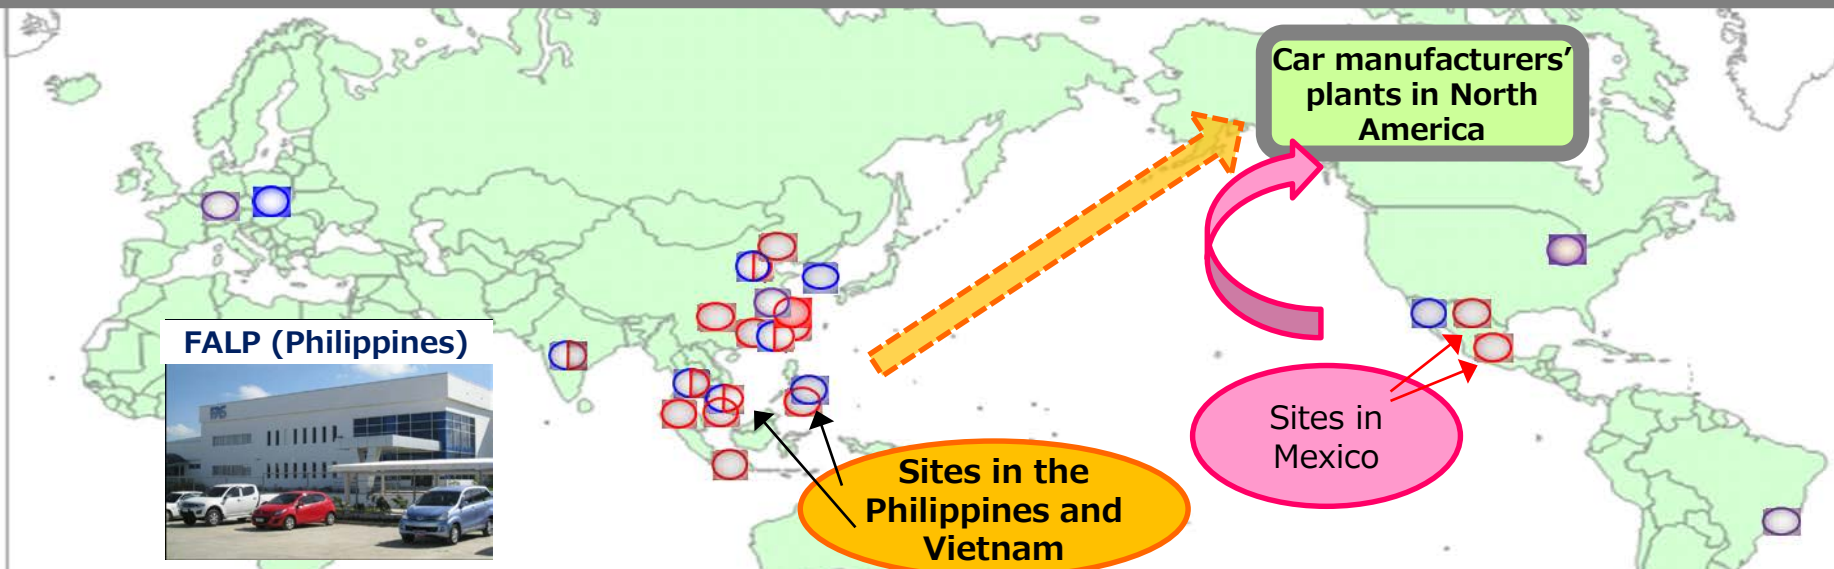 Car manufacturers’
plants in North
America
FALP (Philippines)
Sites in
Mexico
Sites in the
Philippines and
Vietnam